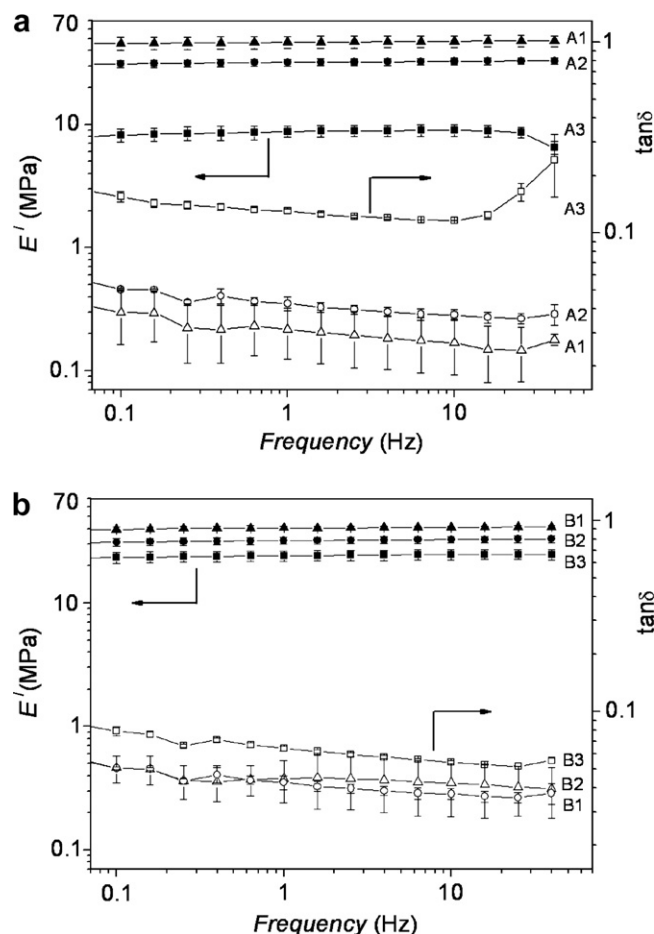 a
70
10
1
0.1
E' (MPa)
A1
A2
A3
A3
A2
A1
1
0.1
tanδ
0.1
1
10
Frequency (Hz)
b
70
10
1
0.1
E' (MPa)
B1
B2
B3
B3
B2
B1
1
0.1
tanδ
0.1
1
10
Frequency (Hz)